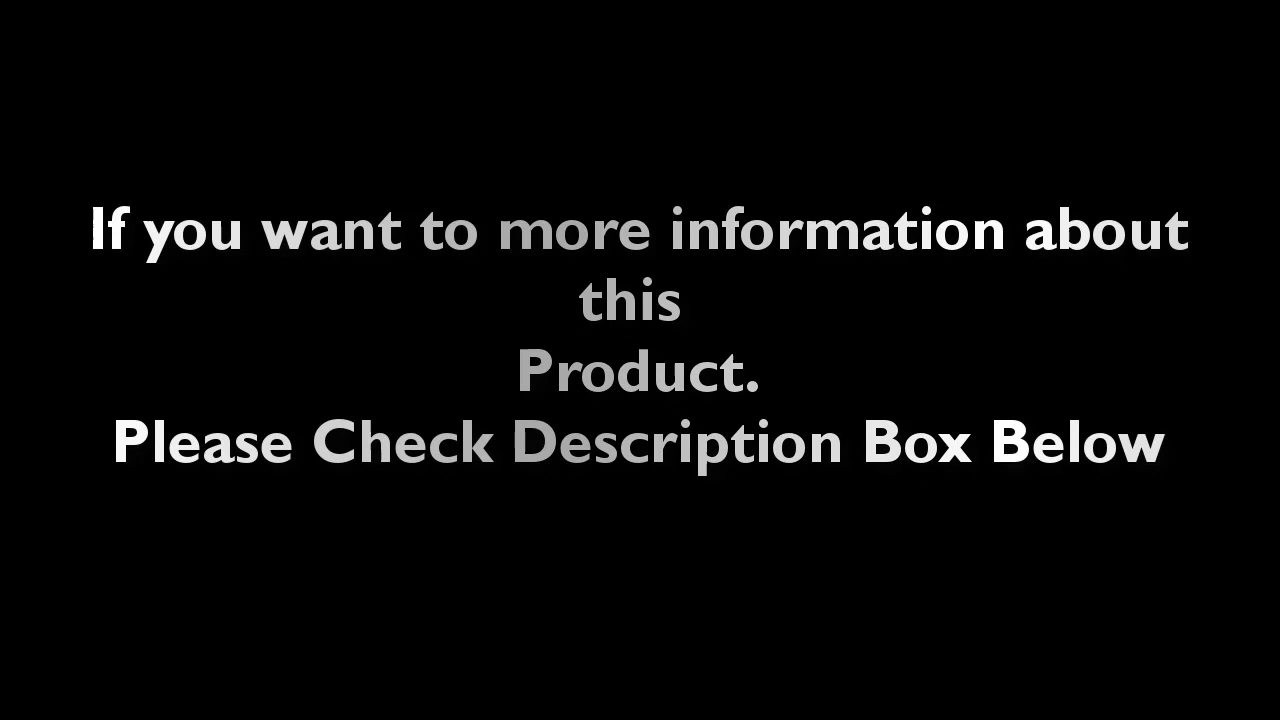 If you want to more information about
this
Product.
Please Check Description Box Below